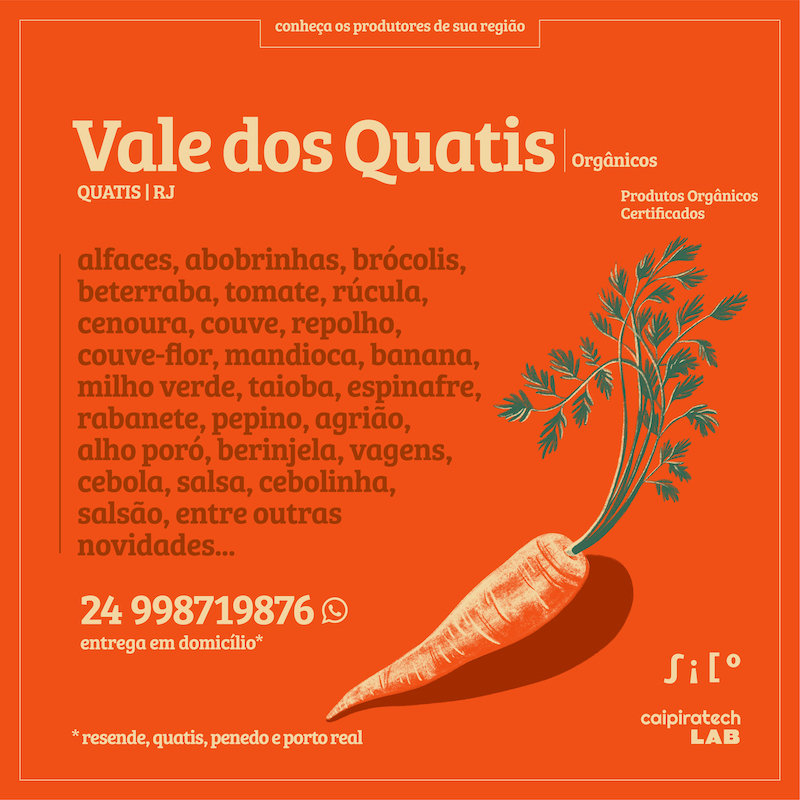 conheça os produtores de sua região
Vale dos Quatis | Orgânicos
QUATIS | RJ
Produtos Orgânicos
Certificados
alfaces, abobrinhas, brócolis,
beterraba, tomate, rúcula,
cenoura, couve, repolho,
couve-flor, mandioca, banana,
milho verde, taioba, espinafre,
rabanete, pepino, agrião,
alho poró, berinjela, vagens,
cebola, salsa, cebolinha,
salsão, entre outras
novidades...
24 998719876
entrega em domicílio*
silo
caipiratech
LAB
* resende, quatis, penedo e porto real